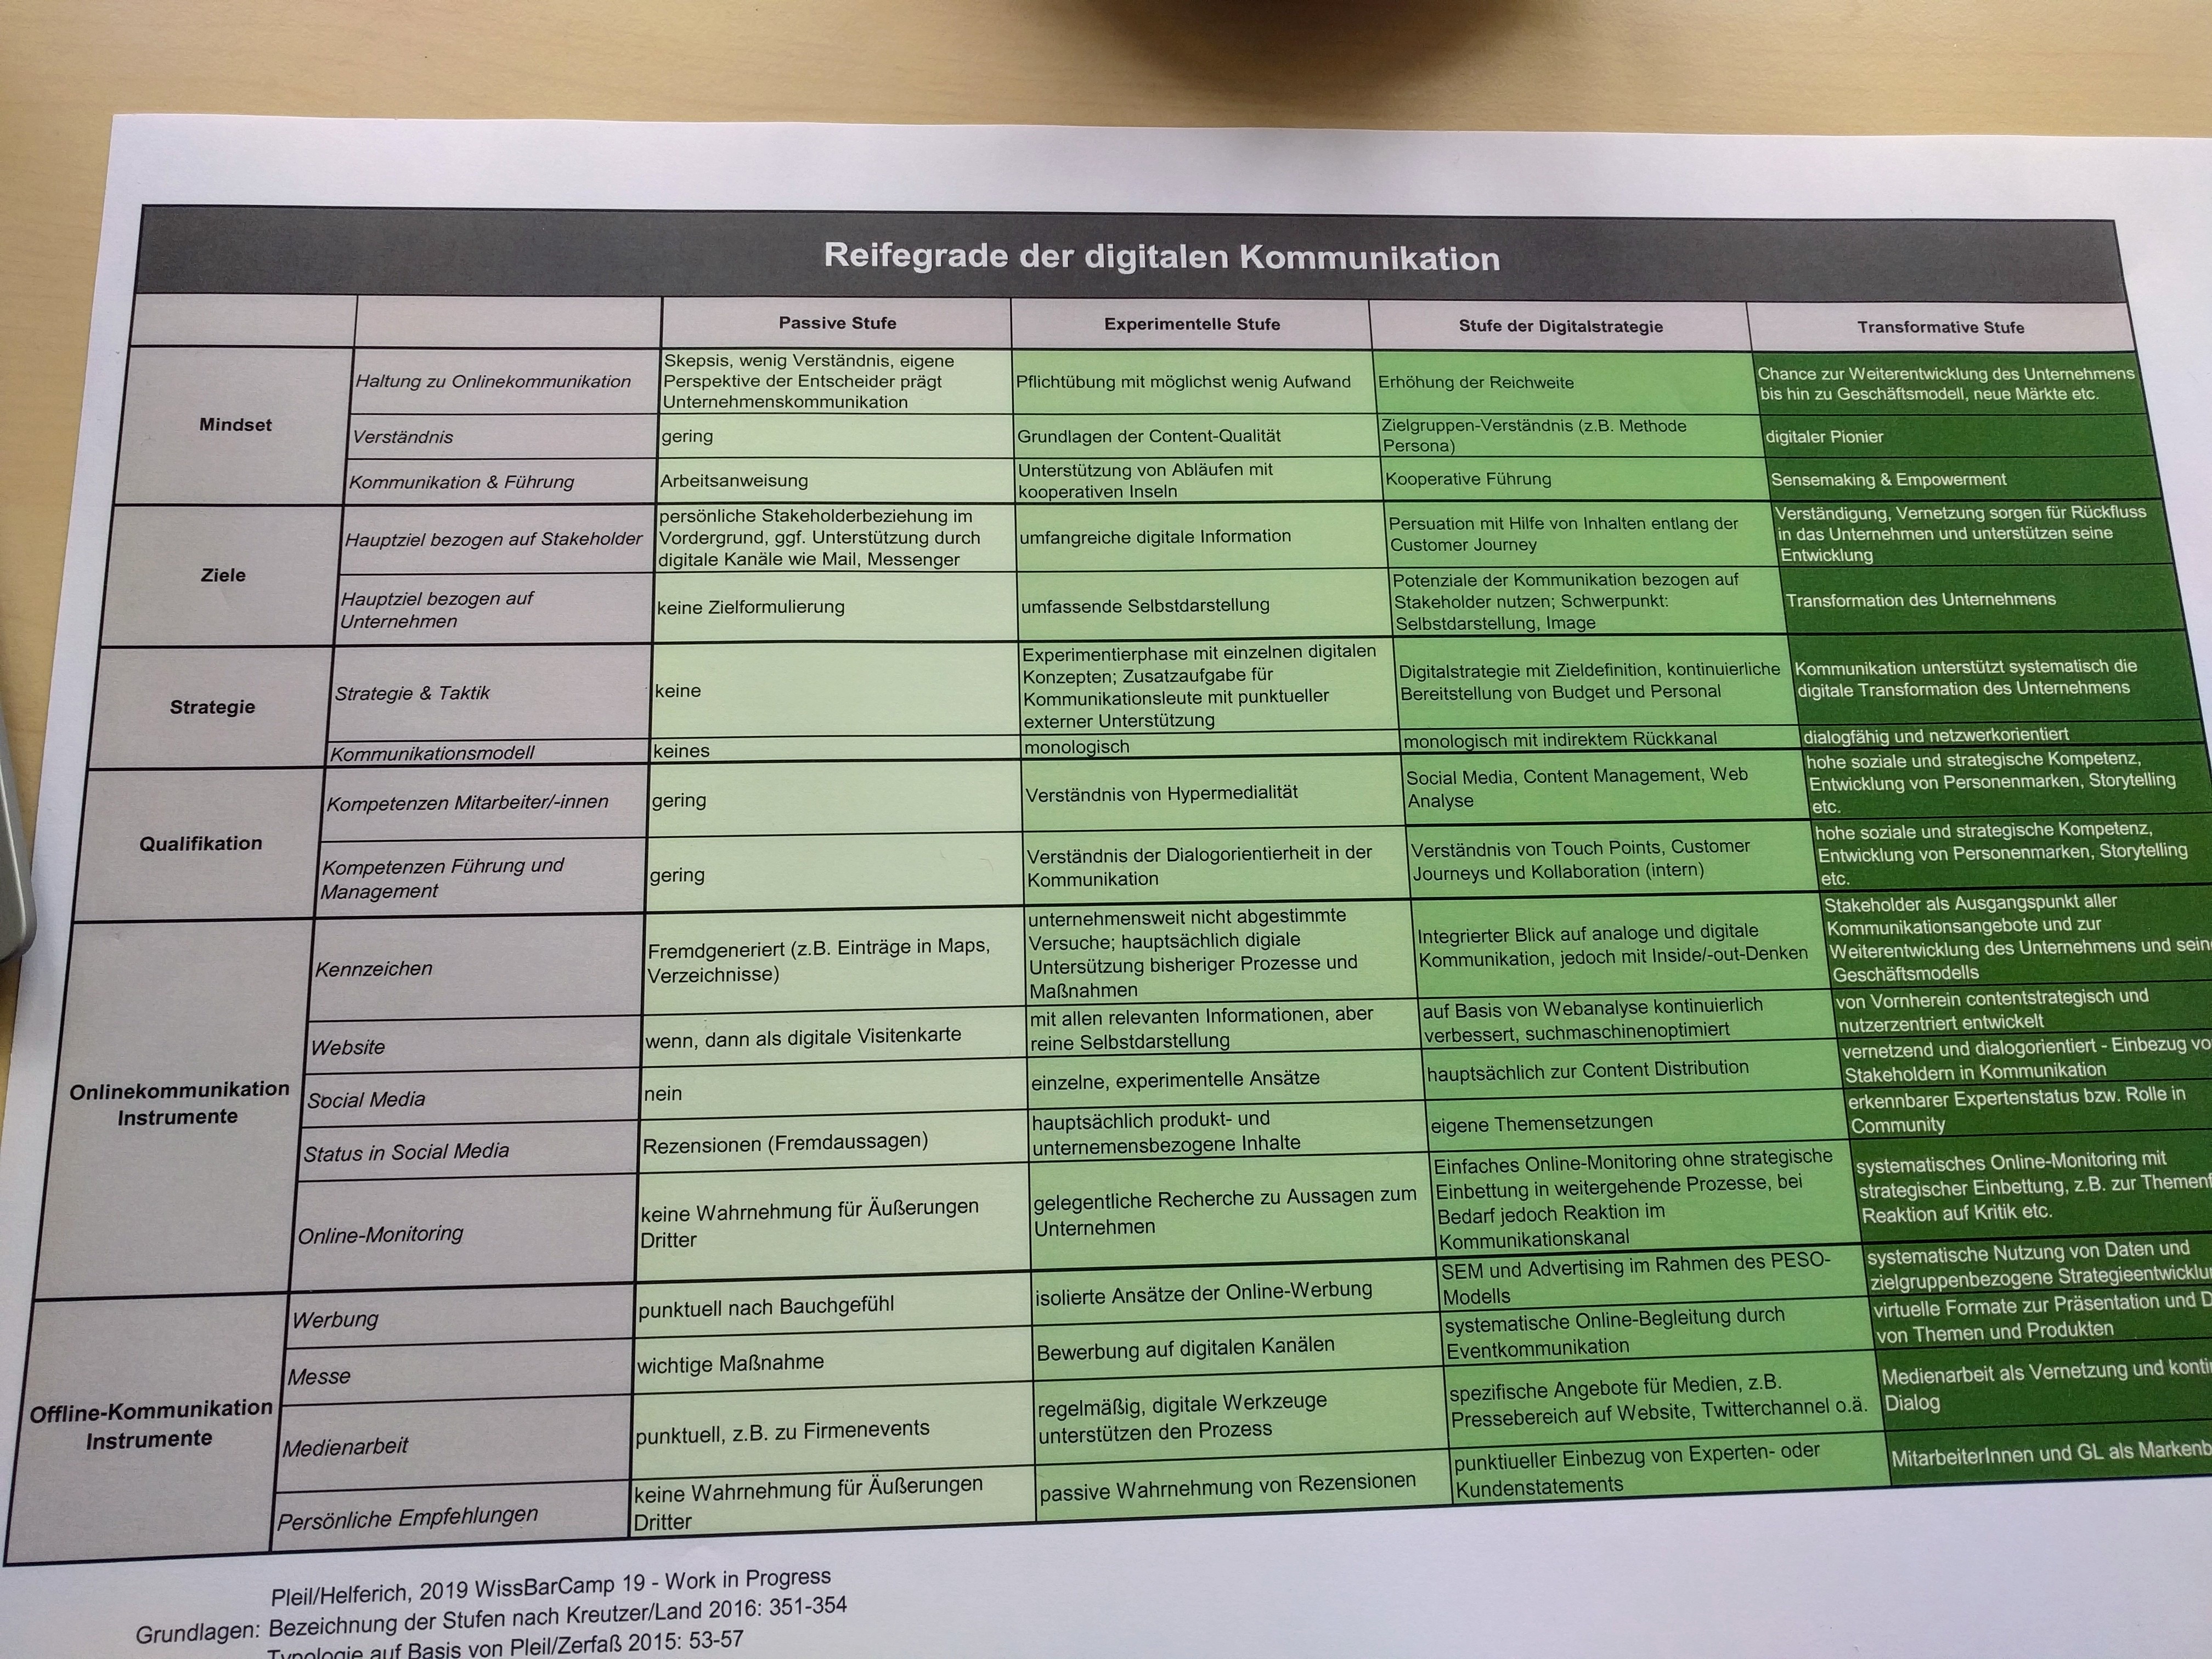 Reifegrade der digitalen Kommunikation
Passive Stufe
Experimentelle Stufe
Stufe der Digitalstrategie
Transformative Stufe
Mindset
Haltung zu Onlinekommunikation
Skepsis, wenig Verständnis, eigene
Perspektive der Entscheider prägt
Unternehmenskommunikation
Pflichtübung mit möglichst wenig Aufwand
Erhöhung der Reichweite
Chance zur Weiterentwicklung des Unternehmens
bis hin zu Geschäftsmodell, neue Märkte etc.
Verständnis
gering
Grundlagen der Content-Qualität
Zielgruppen-Verständnis (z.B. Methode
Persona)
digitaler Pionier
Kommunikation & Führung
Arbeitsanweisung
Unterstützung von Abläufen mit
kooperativen Inseln
Kooperative Führung
Sensemaking & Empowerment
Ziele
Hauptziel bezogen auf Stakeholder
persönliche Stakeholderbeziehung im
Vordergrund, ggf. Unterstützung durch
digitale Kanäle wie Mail, Messenger
umfangreiche digitale Information
Persuation mit Hilfe von Inhalten entlang der
Customer Journey
Verständigung, Vernetzung sorgen für Rückfluss
in das Unternehmen und unterstützen seine
Entwicklung
Hauptziel bezogen auf
Unternehmen
keine Zielformulierung
umfassende Selbstdarstellung
Potenziale der Kommunikation bezogen auf
Stakeholder nutzen; Schwerpunkt:
Selbstdarstellung, Image
Transformation des Unternehmens
Strategie
Strategie & Taktik
keine
Experimentierphase mit einzelnen digitalen
Konzepten; Zusatzaufgabe für
Kommunikationsleute mit punktueller
externer Unterstützung
Digitalstrategie mit Zieldefinition, kontinuierliche
Bereitstellung von Budget und Personal
Kommunikation unterstützt systematisch die
digitale Transformation des Unternehmens
Kommunikationsmodell
keines
monologisch
monologisch mit indirektem Rückkanal
dialogfähig und netzwerkorientiert
Qualifikation
Kompetenzen Mitarbeiter/-innen
gering
Verständnis von Hypermedialität
Social Media, Content Management, Web
Analyse
hohe soziale und strategische Kompetenz,
Entwicklung von Personenmarken, Storytelling
etc.
Kompetenzen Führung und
Management
gering
Verständnis der Dialogorientierheit in der
Kommunikation
Verständnis von Touch Points, Customer
Journeys und Kollaboration (intern)
hohe soziale und strategische Kompetenz,
Entwicklung von Personenmarken, Storytelling
etc.
Onlinekommunikation
Instrumente
Kennzeichen
Fremdgeneriert (z.B. Einträge in Maps,
Verzeichnisse)
unternehmensweit nicht abgestimmte
Versuche; hauptsächlich digiale
Untersützung bisheriger Prozesse und
Maßnahmen
Integrierter Blick auf analoge und digitale
Kommunikation, jedoch mit Inside/-out-Denken
Stakeholder als Ausgangspunkt aller
Kommunikationsangebote und zur
Weiterentwicklung des Unternehmens und sein
Geschäftsmodells
Website
wenn, dann als digitale Visitenkarte
mit allen relevanten Informationen, aber
reine Selbstdarstellung
auf Basis von Webanalyse kontinuierlich
verbessert, suchmaschinenoptimiert
von Vornherein contentstrategisch und
nutzerzentriert entwickelt
Social Media
nein
einzelne, experimentelle Ansätze
hauptsächlich zur Content Distribution
vernetzend und dialogorientiert - Einbezug vo
Stakeholdern in Kommunikation
Status in Social Media
Rezensionen (Fremdaussagen)
hauptsächlich produkt- und
unternemensbezogene Inhalte
eigene Themensetzungen
erkennbarer Expertenstatus bzw. Rolle in
Community
Online-Monitoring
keine Wahrnehmung für Äußerungen
Dritter
gelegentliche Recherche zu Aussagen zum
Unternehmen
Einfaches Online-Monitoring ohne strategische
Einbettung in weitergehende Prozesse, bei
Bedarf jedoch Reaktion im
Kommunikationskanal
systematisches Online-Monitoring mit
strategischer Einbettung, z.B. zur Themenf
Reaktion auf Kritik etc.
Offline-Kommunikation
Instrumente
Werbung
punktuell nach Bauchgefühl
isolierte Ansätze der Online-Werbung
SEM und Advertising im Rahmen des PESO-
Modells
systematische Nutzung von Daten und
zielgruppenbezogene Strategieentwicklu
Messe
wichtige Maßnahme
Bewerbung auf digitalen Kanälen
systematische Online-Begleitung durch
Eventkommunikation
virtuelle Formate zur Präsentation und D
von Themen und Produkten
Medienarbeit
punktuell, z.B. zu Firmenevents
regelmäßig, digitale Werkzeuge
unterstützen den Prozess
spezifische Angebote für Medien, z.B.
Pressebereich auf Website, Twitterchannel o.ä.
Medienarbeit als Vernetzung und konti
Dialog
Persönliche Empfehlungen
keine Wahrnehmung für Äußerungen
Dritter
passive Wahrnehmung von Rezensionen
punktiueller Einbezug von Experten- oder
Kundenstatements
MitarbeiterInnen und GL als Markenb
Pleil/Helferich, 2019 WissBarCamp 19 - Work in Progress
Grundlagen: Bezeichnung der Stufen nach Kreutzer/Land 2016: 351-354
Typologie auf Basis von Pleil/Zerfaß 2015: 53-57